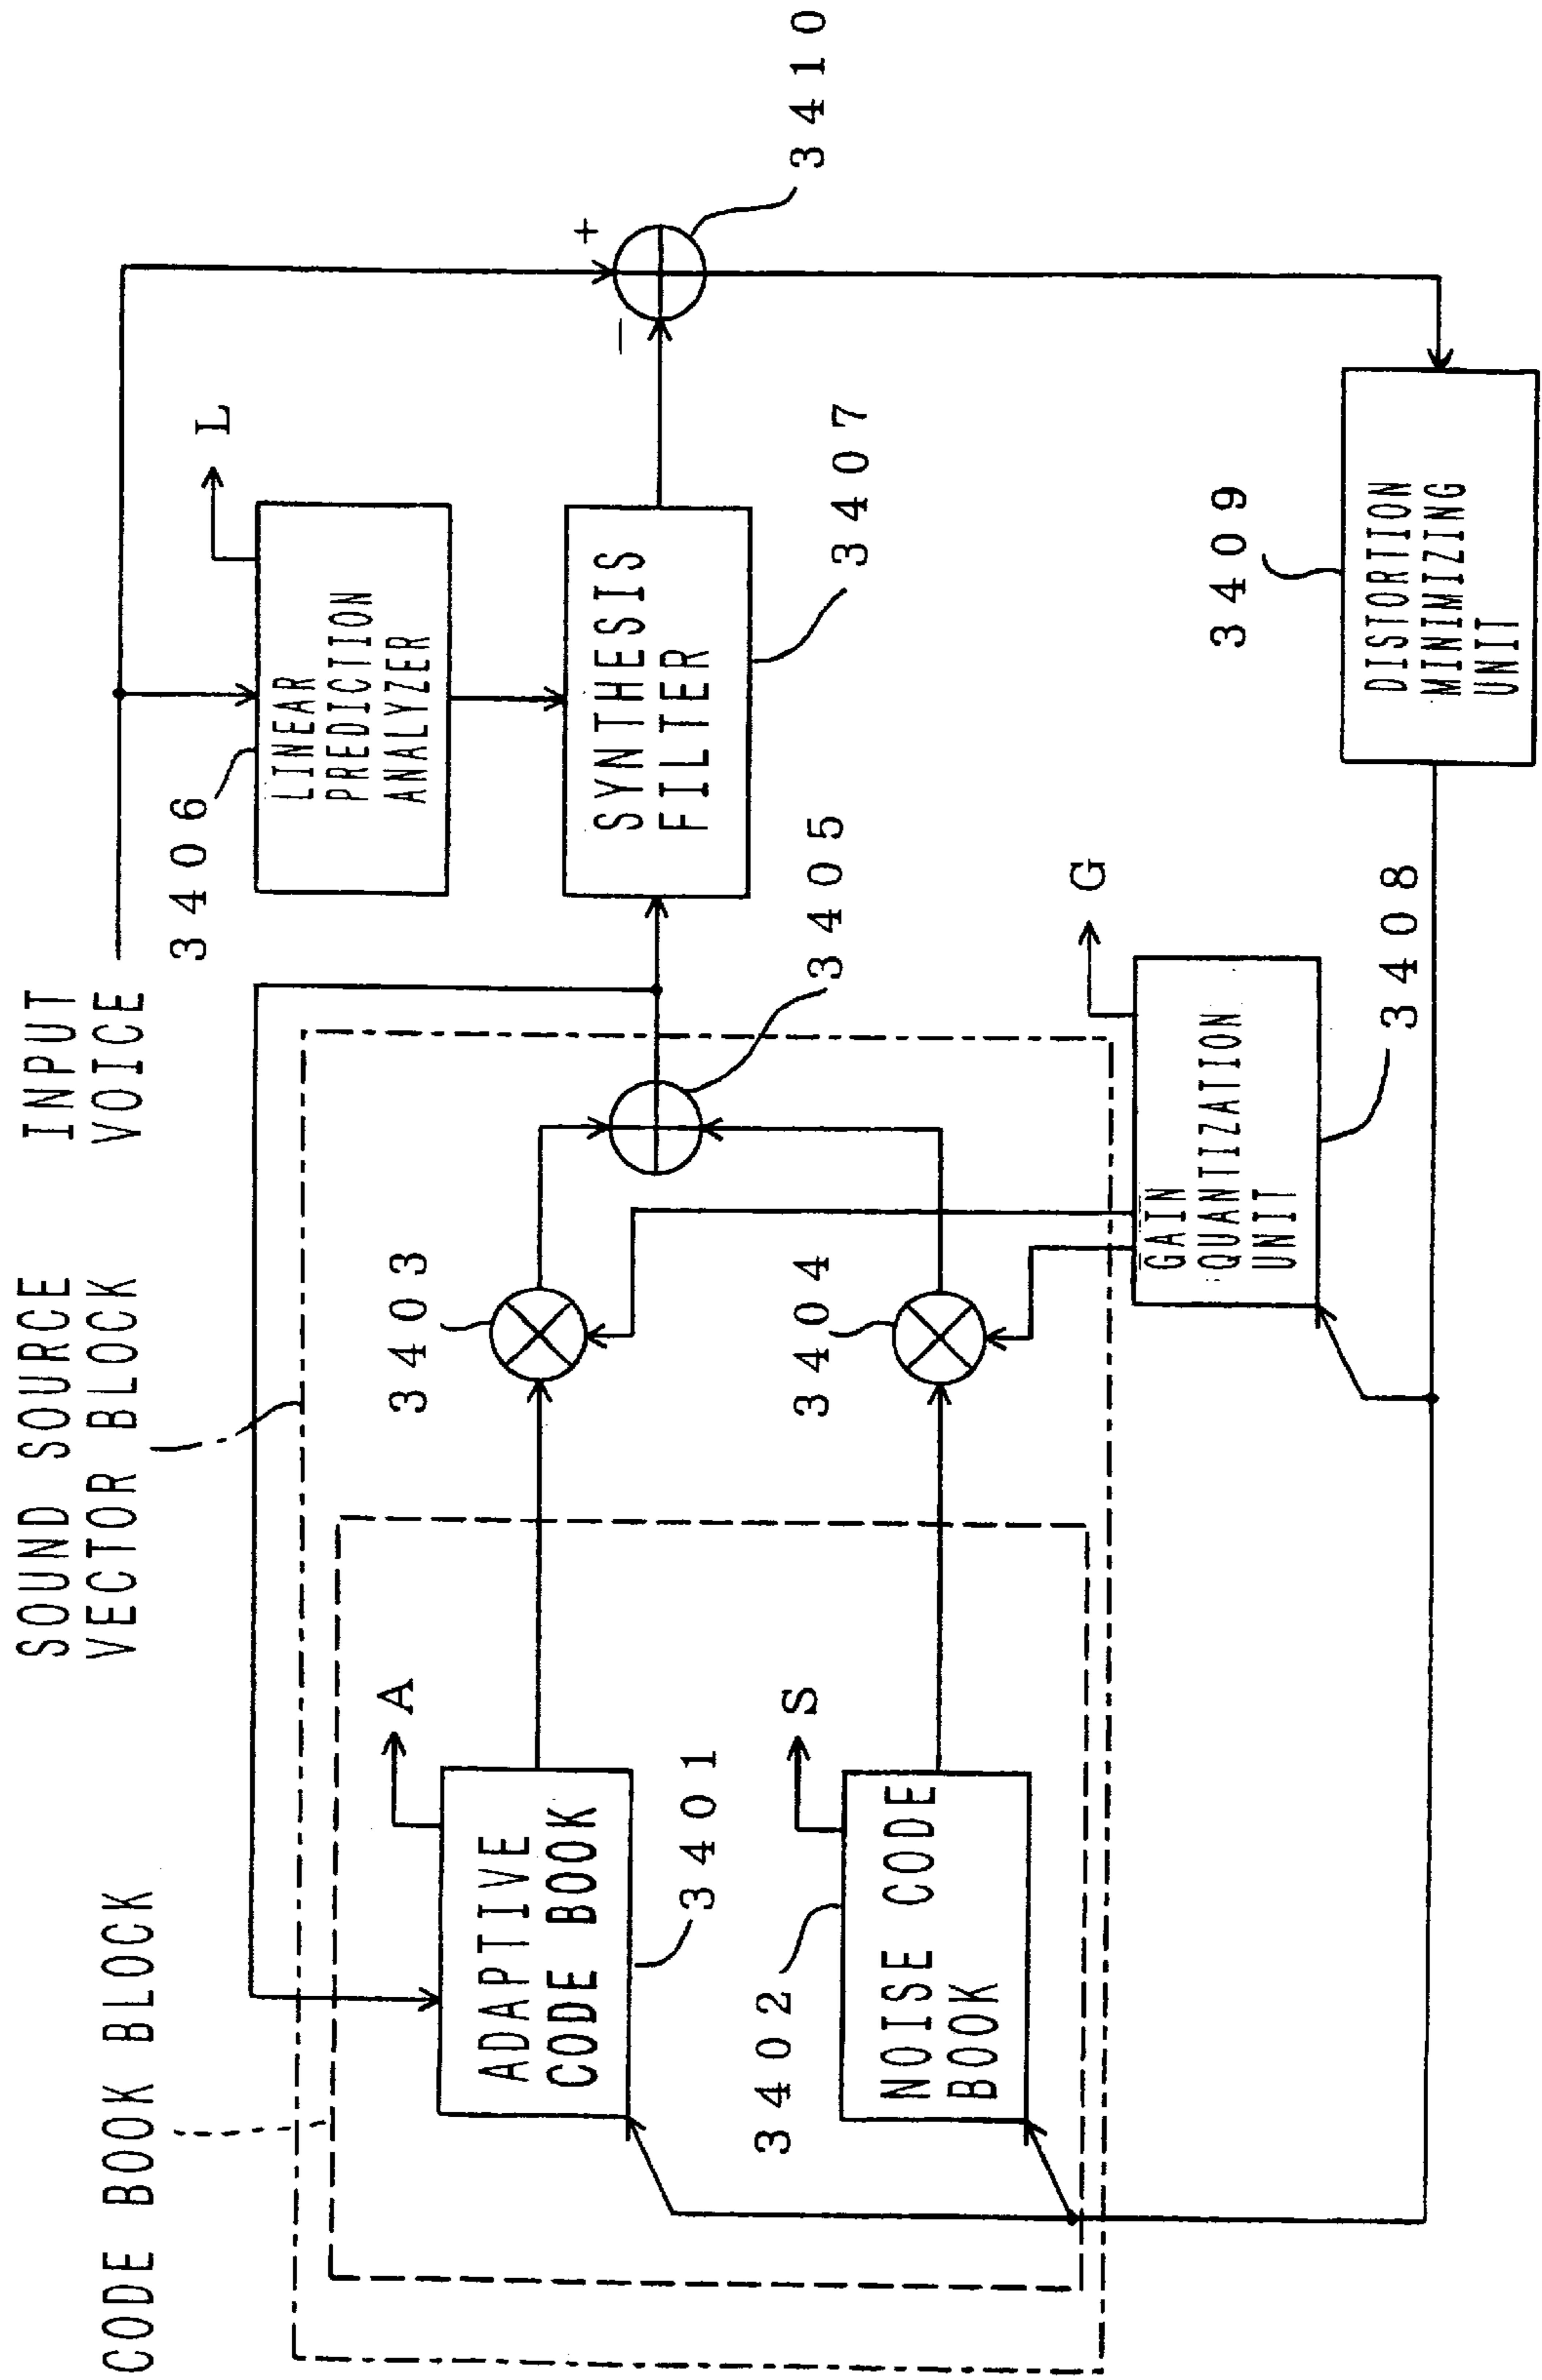 CODE BOOK BLOCK
SOUND SOURCE
VECTOR BLOCK
INPUT
VOICE
3406
LINEAR
PREDICTION
ANALYZER
L
A
ADAPTIVE
CODE BOOK
3401
3403
3405
SYNTHESIS
FILTER
3407
+
−
3410
3402
NOISE CODE
BOOK
S
3404
G
GAIN
QUANTIZATION
UNIT
3408
3409
DISTORTION
MINIMIZING
UNIT